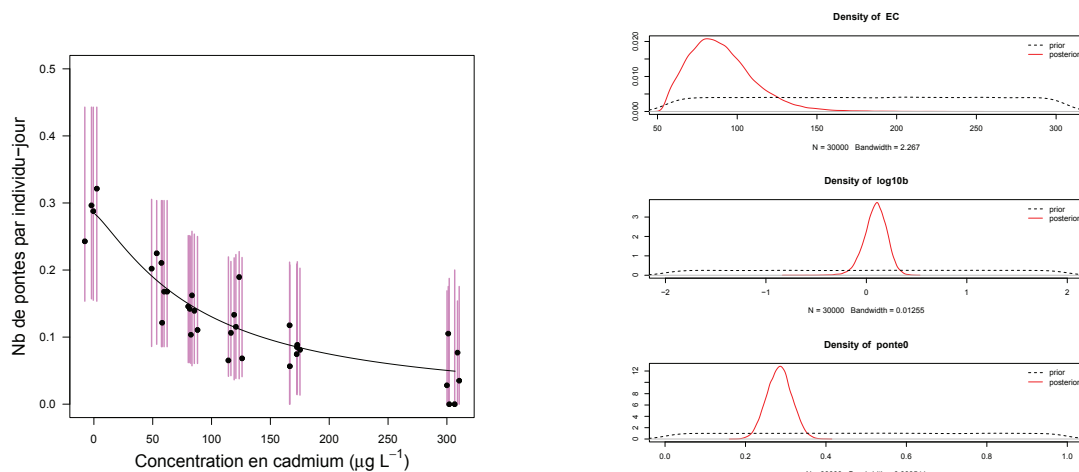 Nb de pontes par individu−jour
0.5
0.4
0.3
0.2
0.1
0.0
0 50 100 150 200 250 300
Concentration en cadmium (μg L−1)
Density of EC
0.020
0.010
0.000
prior
posterior
50 100 150 200 250 300
N = 30000 Bandwidth = 2.267
Density of log10b
3
2
1
0
prior
posterior
−2 −1 0 1 2
N = 30000 Bandwidth = 0.01255
Density of ponte0
12
8
6
4
2
0
prior
posterior
0.0 0.2 0.4 0.6 0.8 1.0